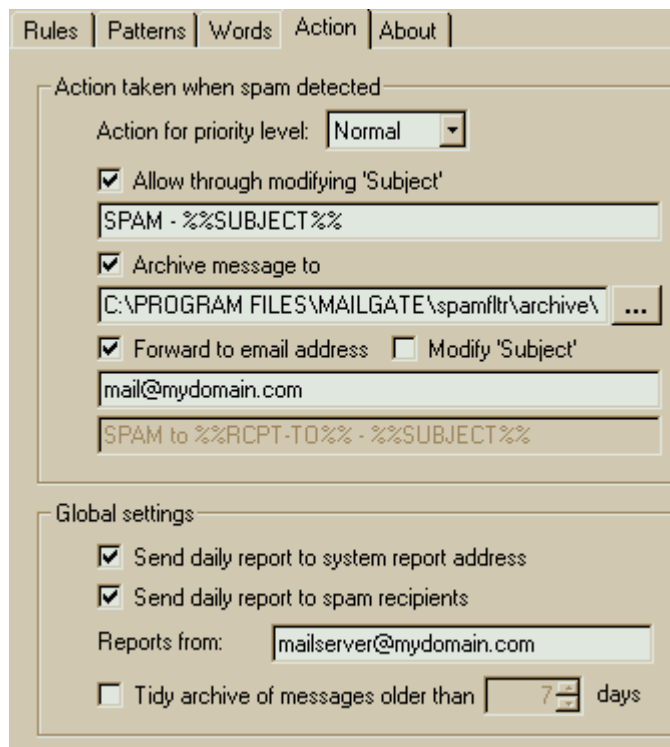 Rules Patterns Words Action About
Action taken when spam detected
Action for priority level: Normal
Allow through modifying 'Subject'
SPAM - %%SUBJECT%%
Archive message to
C:\PROGRAM FILES\MAILGATE\spamfltr\archive\ ...
Forward to email address Modify 'Subject'
mail@mydomain.com
SPAM to %%RCPT-TO%% - %%SUBJECT%%
Global settings
Send daily report to system report address
Send daily report to spam recipients
Reports from: mailserver@mydomain.com
Tidy archive of messages older than 7 days